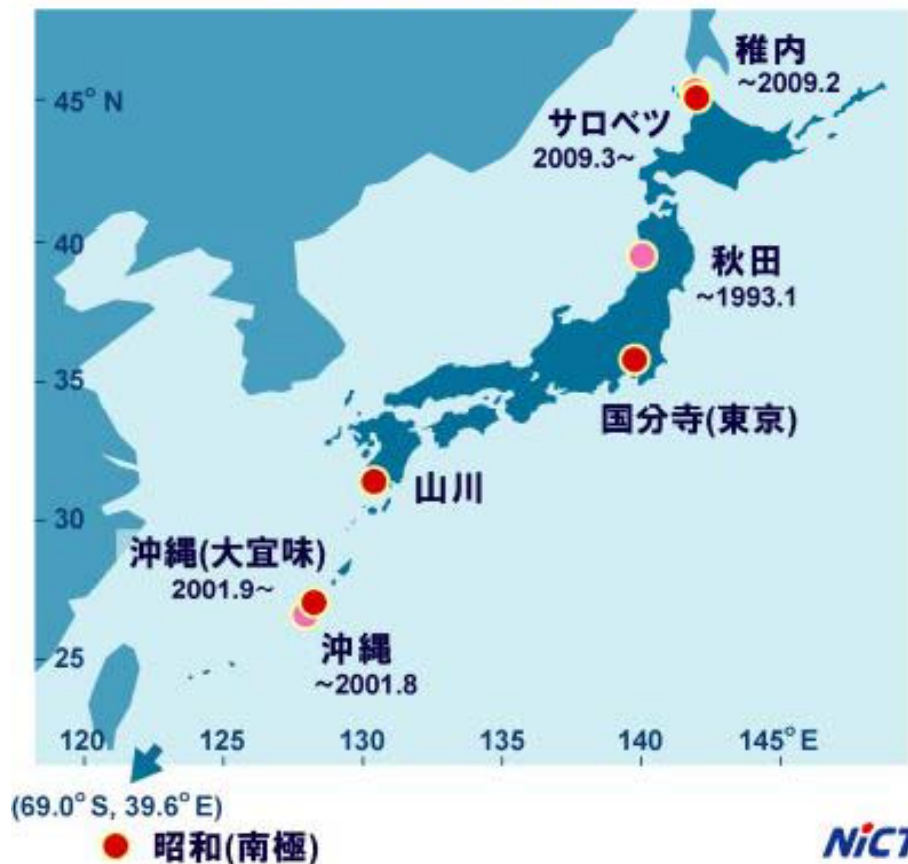 稚内
~2009.2
45° N
サロベツ
2009.3~
40
秋田
~1993.1
35
国分寺(東京)
山川
30
沖縄(大宜味)
2001.9~
沖縄
~2001.8
25
120 125 130 135 140 145° E
(69.0° S, 39.6° E)
昭和(南極)
NiCT